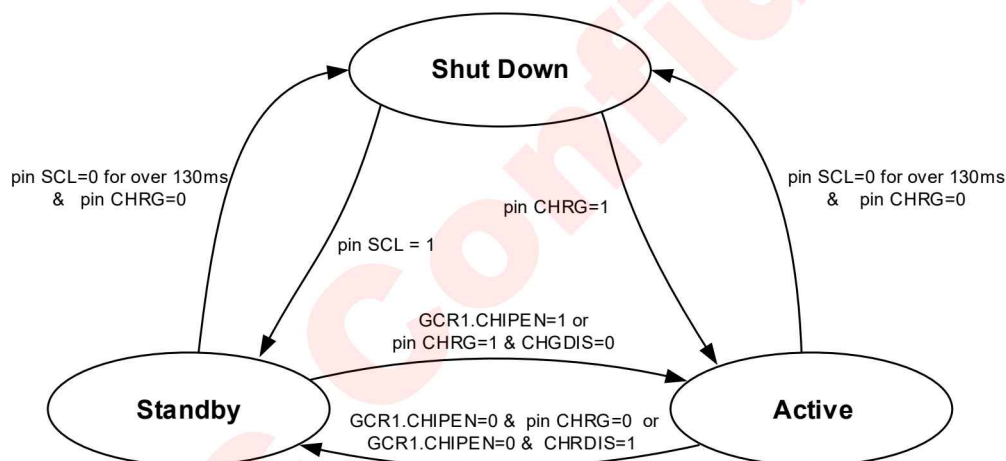 Shut Down
pin SCL=0 for over 130ms
& pin CHRG=0
pin SCL = 1
pin CHRG=1
pin SCL=0 for over 130ms
& pin CHRG=0
GCR1.CHIPEN=1 or
pin CHRG=1 & CHGDIS=0
Standby
Active
GCR1.CHIPEN=0 & pin CHRG=0 or
GCR1.CHIPEN=0 & CHRDIS=1
Confid